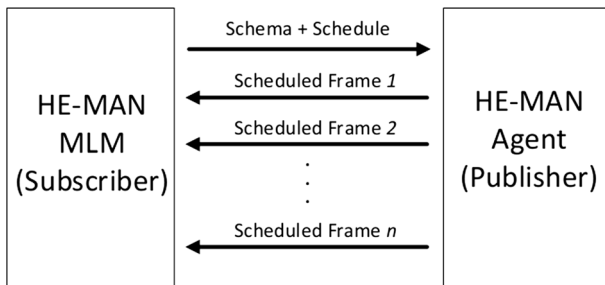 HE-MAN
MLM
(Subscriber)
Schema + Schedule
Scheduled Frame 1
Scheduled Frame 2
.
.
.
Scheduled Frame n
HE-MAN
Agent
(Publisher)